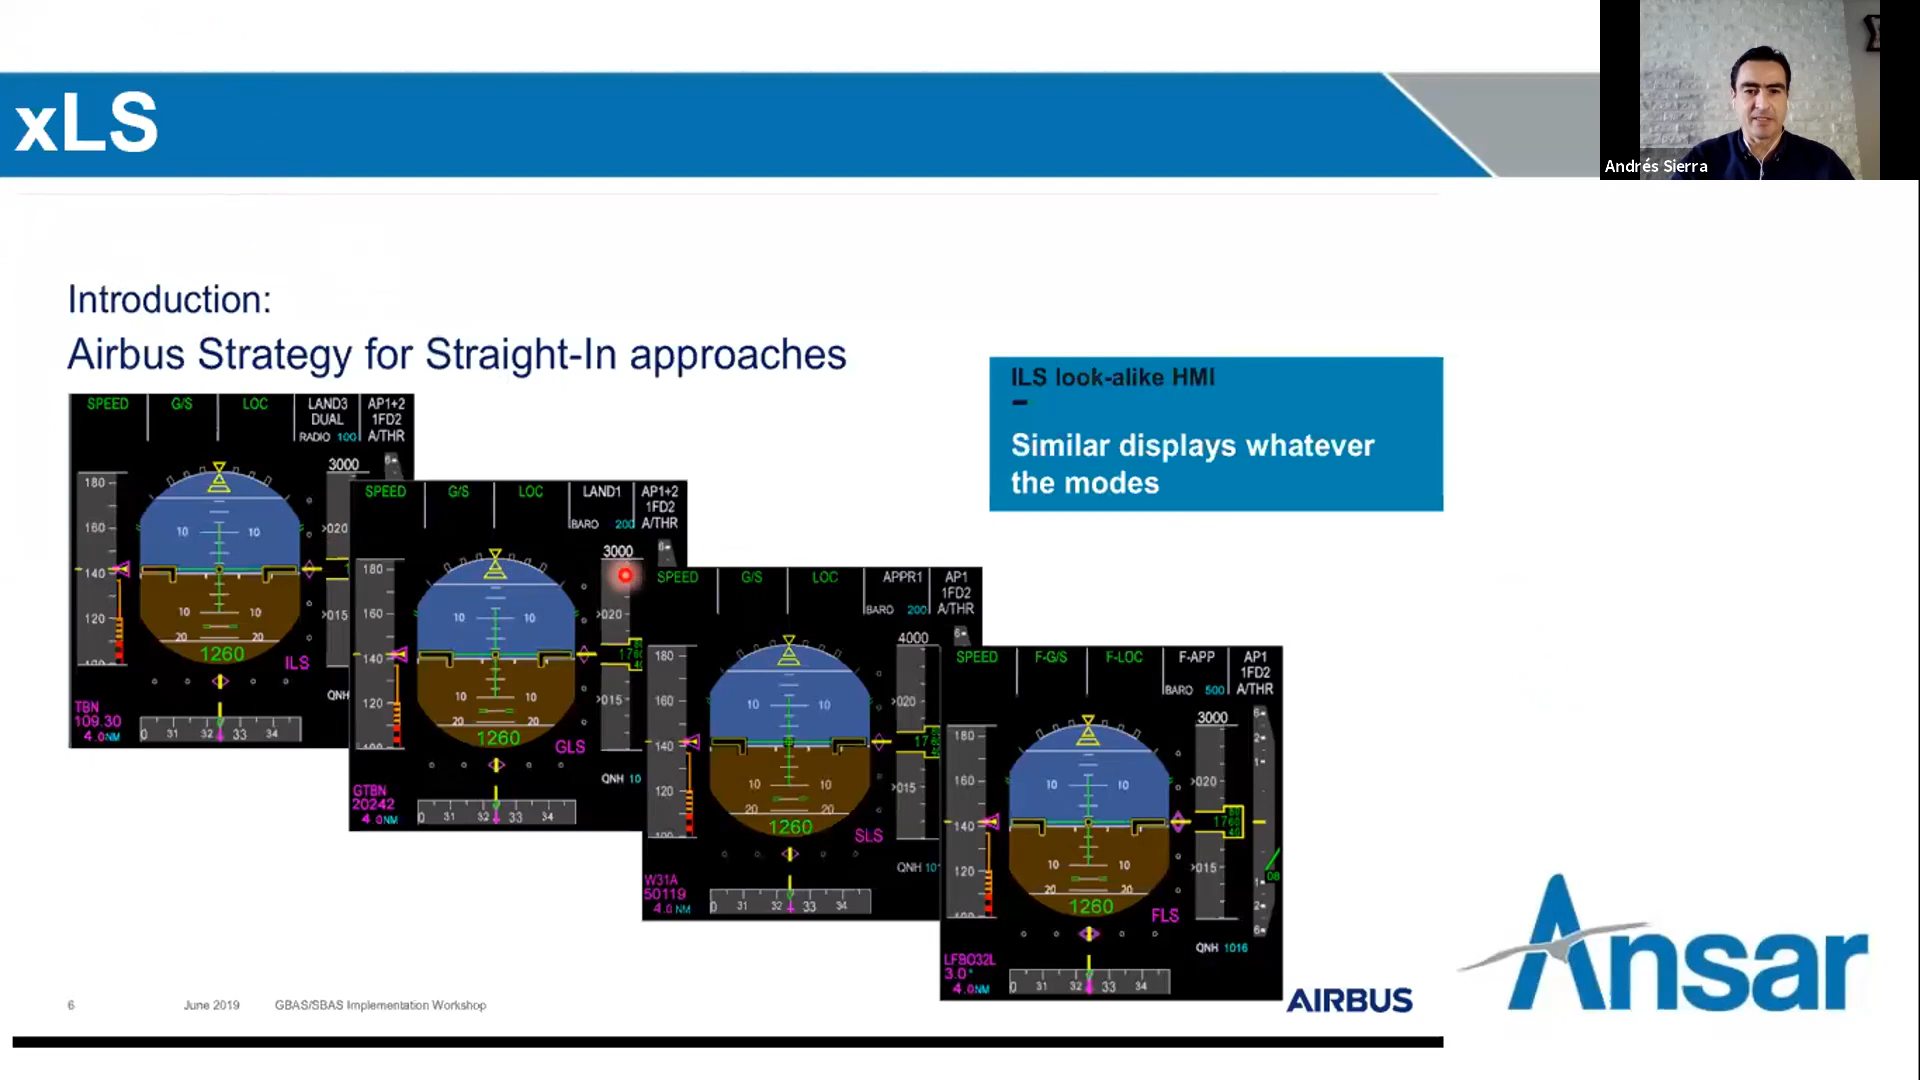 xLS
Andrés Sierra
Introduction:
Airbus Strategy for Straight-In approaches
ILS look-alike HMI
Similar displays whatever
the modes
SPEED G/S LOC LAND3 AP1+2
DUAL 1FD2
RADIO 100 A/THR
3000
180
160
140
120
10 10
020
015
10 10
20 20
1260
ILS
QNH
TBN
109.30
4.0NM
0 31 32 33 34
SPEED G/S LOC LAND1 AP1+2
1FD2
BARO 200 A/THR
3000
180
160
140
120
10 10
020
015
10 10
20 20
1260
GLS
QNH 10
GTBN
20242
4.0NM
0 31 32 33 34
SPEED G/S LOC APPR1 AP1
1FD2
BARO 200 A/THR
4000
180
160
140
120
10 10
020
015
10 10
20 20
1260
SLS
QNH 10
W31A
50119
4.0NM
0 31 32 33 34
SPEED F-G/S F-LOC F-APP AP1
1FD2
BARO 500 A/THR
3000
180
160
140
120
10 10
020
015
10 10
20 20
1260
FLS
QNH 1016
LFBO32L
3.0°
4.0NM
0 31 32 33 34
6 June 2019 GBAS/SBAS Implementation Workshop
AIRBUS
Ansar